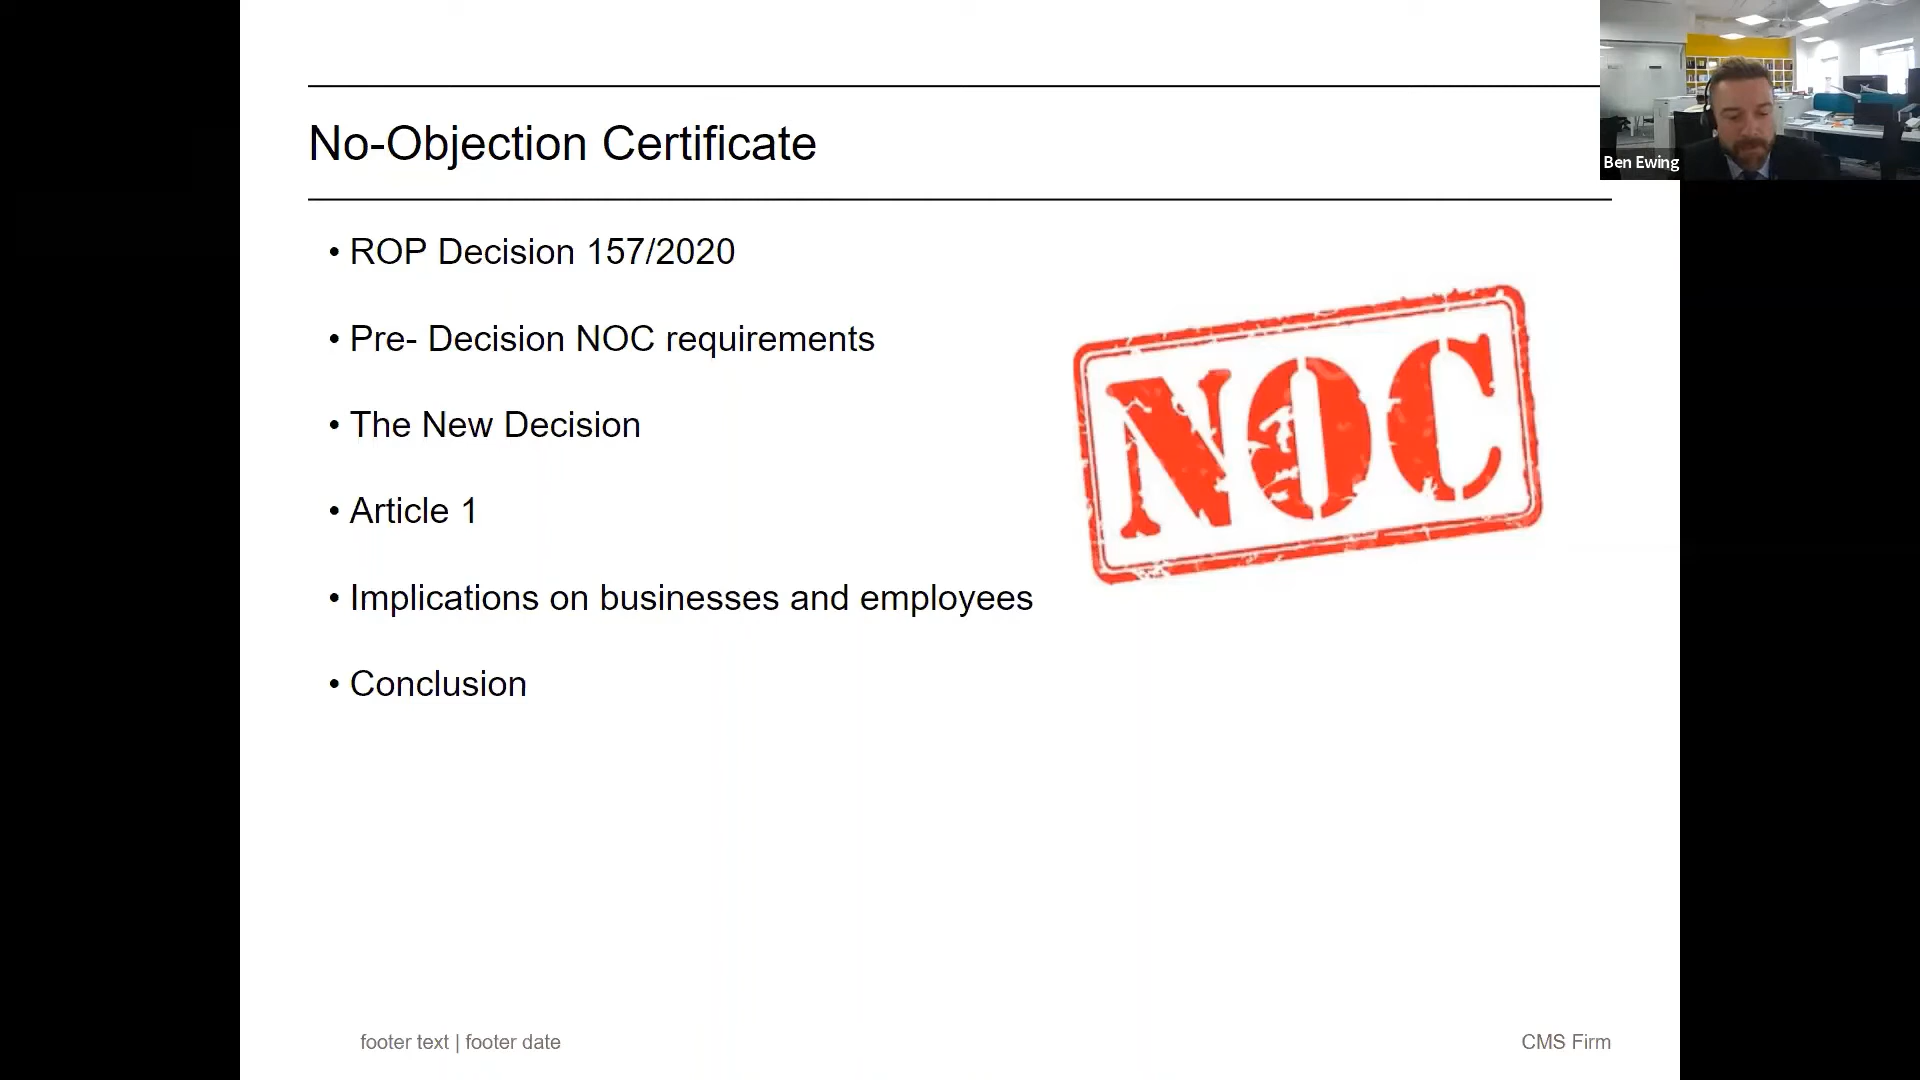 No-Objection Certificate
Ben Ewing
• ROP Decision 157/2020
• Pre- Decision NOC requirements
• The New Decision
• Article 1
• Implications on businesses and employees
• Conclusion
NOC
footer text | footer date
CMS Firm